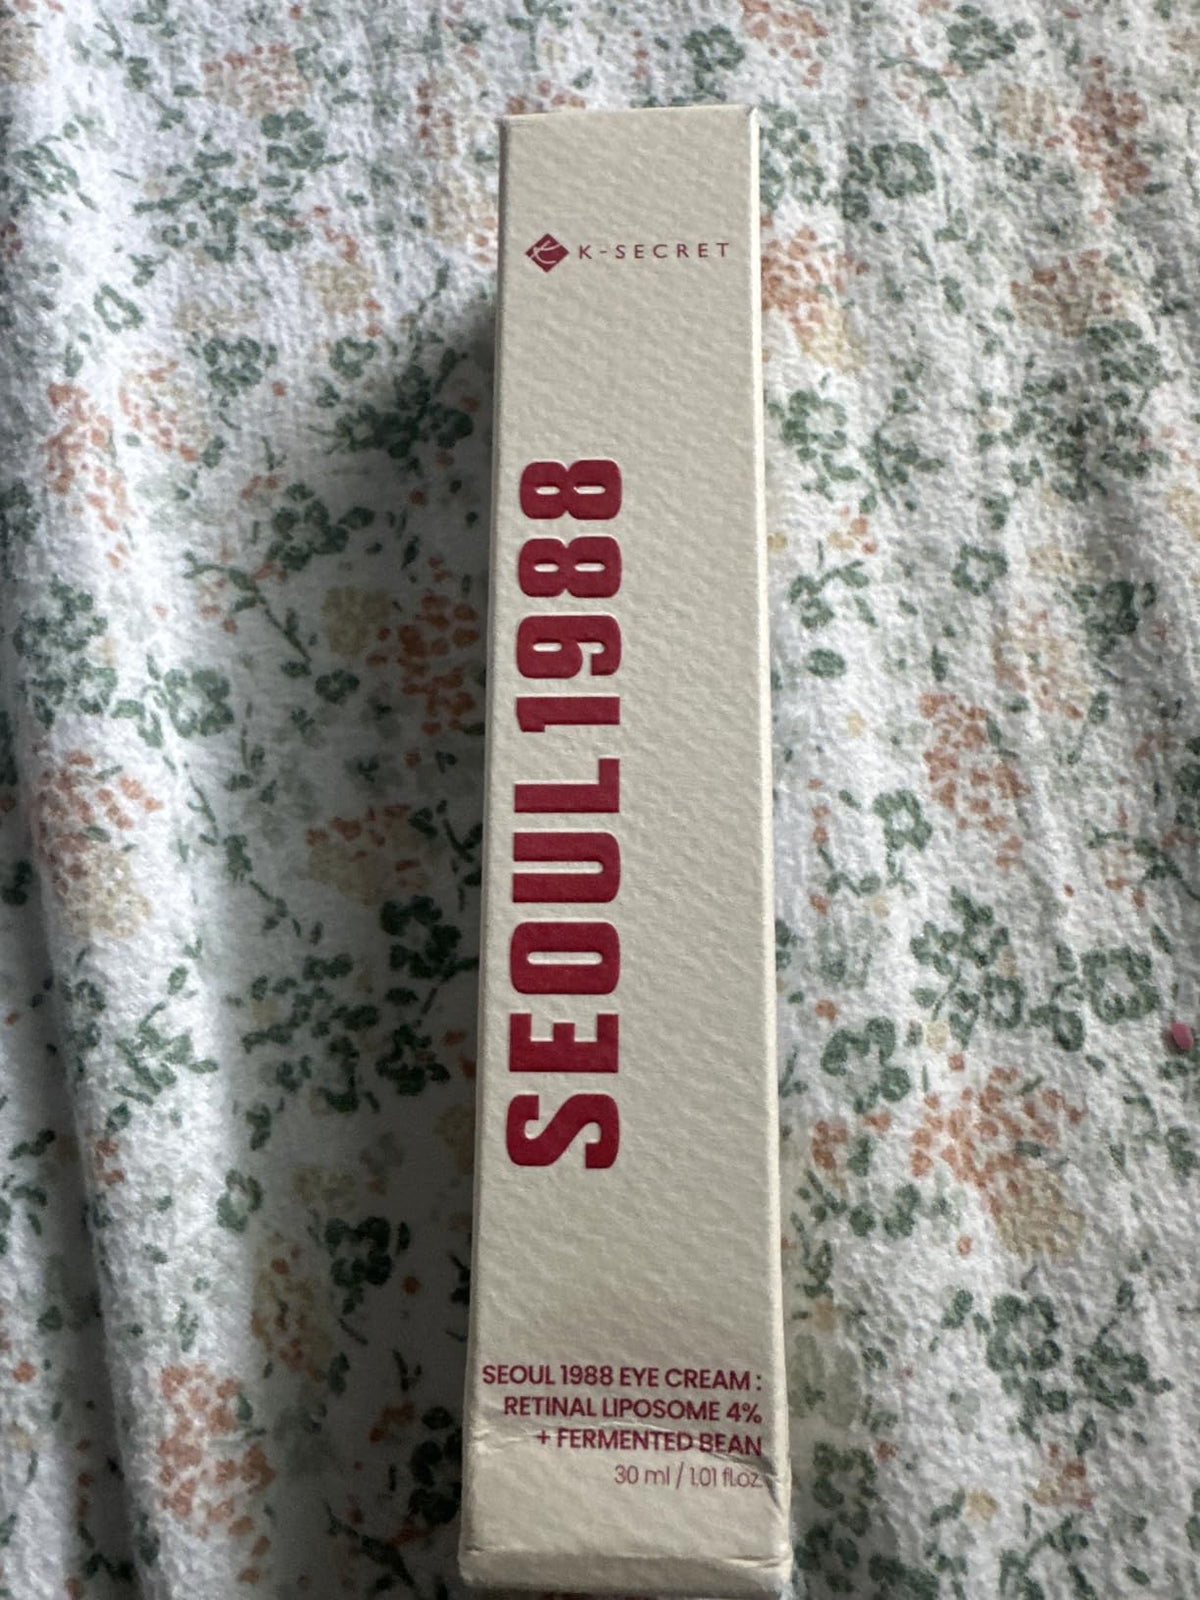 K-SECRET
SEOUL1988
SEOUL 1988 EYE CREAM :
RETINAL LIPOSOME 4%
+ FERMENTED BEAN
30 ml / 1.01 fl.oz.